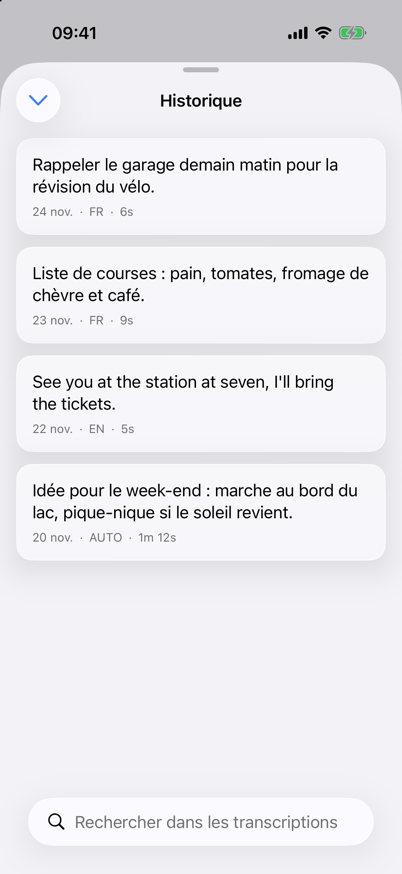 09:41
Historique
Rappeler le garage demain matin pour la
révision du vélo.
24 nov. · FR · 6s
Liste de courses : pain, tomates, fromage de
chèvre et café.
23 nov. · FR · 9s
See you at the station at seven, I'll bring
the tickets.
22 nov. · EN · 5s
Idée pour le week-end : marche au bord du
lac, pique-nique si le soleil revient.
20 nov. · AUTO · 1m 12s
Rechercher dans les transcriptions